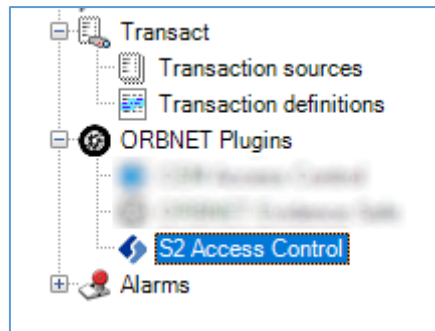 Transact
Transaction sources
Transaction definitions
ORBNET Plugins
S2 Access Control
Alarms